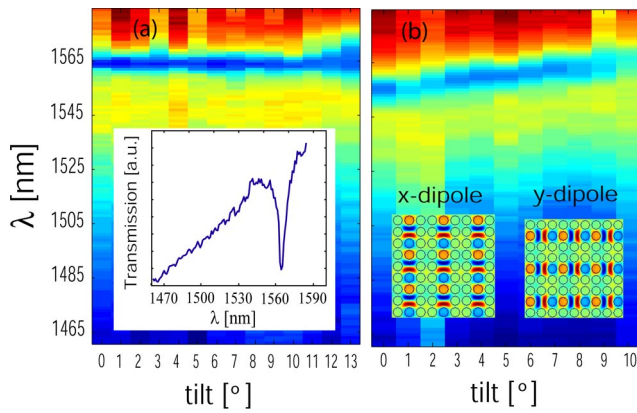 (a)
(b)
λ [nm]
1565
1545
1525
1505
1485
1465
Transmission [a.u.]
1470 1500 1530 1560 1590
λ [nm]
x-dipole y-dipole
0 1 2 3 4 5 6 7 8 9 10 11 12 13
tilt [°]
0 1 2 3 4 5 6 7 8 9 10
tilt [°]